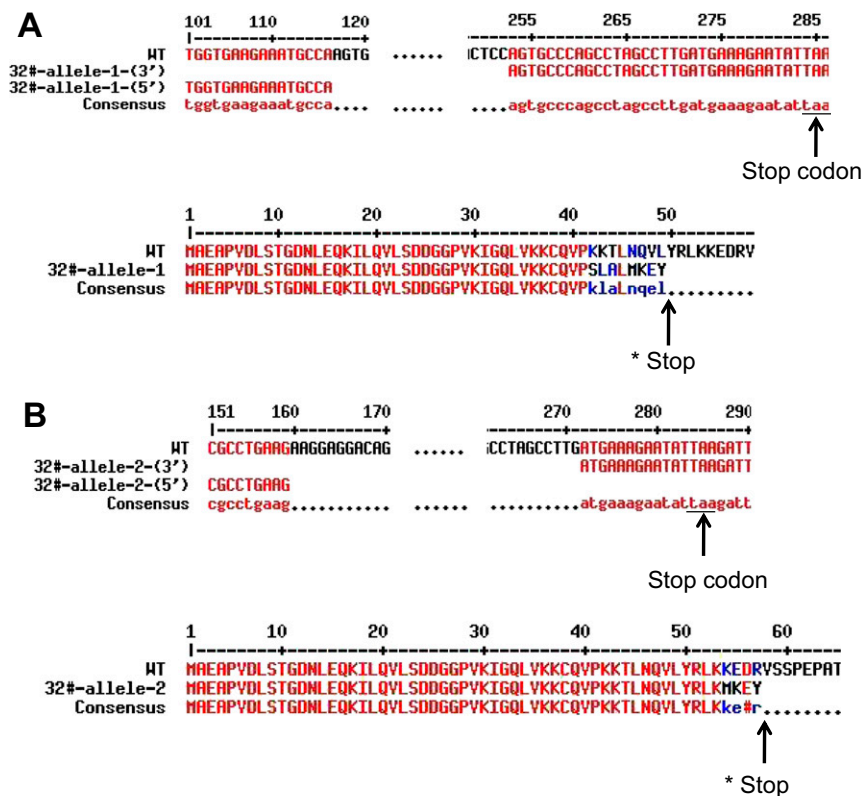 A
101 110 120 255 265 275 285
WT TGGTGAAGAAATGCCAAGTG ...... CTCCAGTGCCCAGCCTAGCCTTGATGAAAGAATATTAA
32#-allele-1-(3′) AGTGCCCAGCCTAGCCTTGATGAAAGAATATTAA
32#-allele-1-(5′) TGGTGAAGAAATGCCA
Consensus tggtgaagaaatgcca.... ...... ....agtgcccagcctagccttgatgaaagaatattaa
Stop codon
1 10 20 30 40 50
WT MAEAPVDLSTGDNLEQKILQVLSDDGGPVKIGQLVKKCQVPKKTLNQVLYRLKKEDRV
32#-allele-1 MAEAPVDLSTGDNLEQKILQVLSDDGGPVKIGQLVKKCQVPSLALMKEY
Consensus MAEAPVDLSTGDNLEQKILQVLSDDGGPVKIGQLVKKCQVPklaLnqel.........
* Stop
B
151 160 170 270 280 290
WT CGCCTGAAGAAGGAGGACAG ...... CCTAGCCTTGATGAAAGAATATTAAGATT
32#-allele-2-(3′) ATGAAAGAATATTAAGATT
32#-allele-2-(5′) CGCCTGAAG
Consensus cgcctgaag........... ...... ..........atgaaagaatattaagatt
Stop codon
1 10 20 30 40 50 60
WT MAEAPVDLSTGDNLEQKILQVLSDDGGPVKIGQLVKKCQVPKKTLNQVLYRLKKEDRVSSPEPAT
32#-allele-2 MAEAPVDLSTGDNLEQKILQVLSDDGGPVKIGQLVKKCQVPKKTLNQVLYRLKMKEY
Consensus MAEAPVDLSTGDNLEQKILQVLSDDGGPVKIGQLVKKCQVPKKTLNQVLYRLKke#r........
* Stop